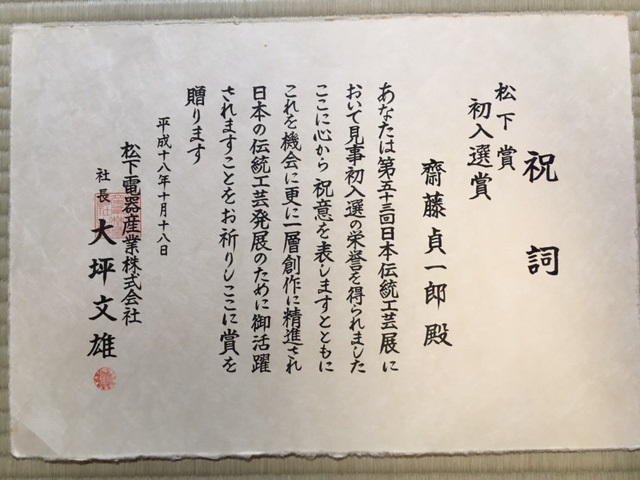 祝詞
松下賞
初入選賞
齋藤貞一郎殿
あなたは第五十三回日本伝統工芸展に
おいて見事初入選の栄誉を得られました
ここに心から祝意を表しますとともに
これを機会に更に一層創作に精進され
日本の伝統工芸発展のために御活躍
されますことをお祈りしここに賞を
贈ります
平成十八年十月十八日
松下電器産業株式会社
社長 大坪文雄